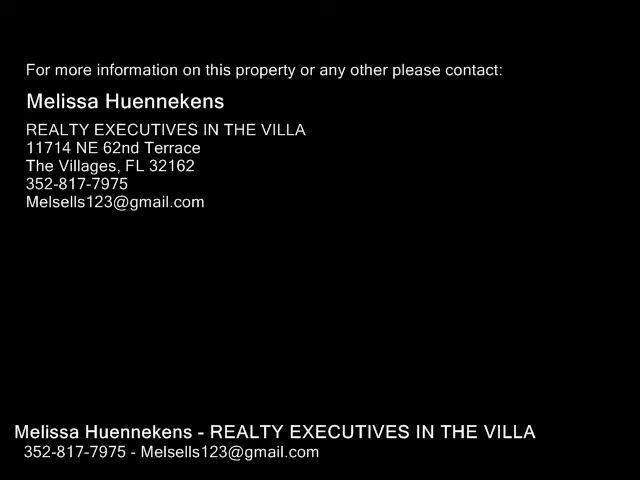 For more information on this property or any other please contact:
Melissa Huennekens
REALTY EXECUTIVES IN THE VILLA
11714 NE 62nd Terrace
The Villages, FL 32162
352-817-7975
Melsells123@gmail.com
Melissa Huennekens - REALTY EXECUTIVES IN THE VILLA
352-817-7975 - Melsells123@gmail.com